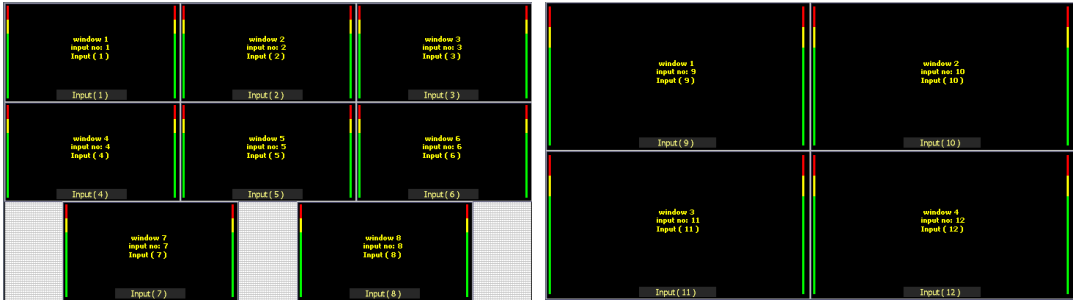 window 1
input no: 1
Input ( 1 )
Input ( 1 )
window 2
input no: 2
Input ( 2 )
Input ( 2 )
window 3
input no: 3
Input ( 3 )
Input ( 3 )
window 4
input no: 4
Input ( 4 )
Input ( 4 )
window 5
input no: 5
Input ( 5 )
Input ( 5 )
window 6
input no: 6
Input ( 6 )
Input ( 6 )
window 7
input no: 7
Input ( 7 )
Input ( 7 )
window 8
input no: 8
Input ( 8 )
Input ( 8 )
window 1
input no: 9
Input ( 9 )
Input ( 9 )
window 2
input no: 10
Input ( 10 )
Input ( 10 )
window 3
input no: 11
Input ( 11 )
Input ( 11 )
window 4
input no: 12
Input ( 12 )
Input ( 12 )